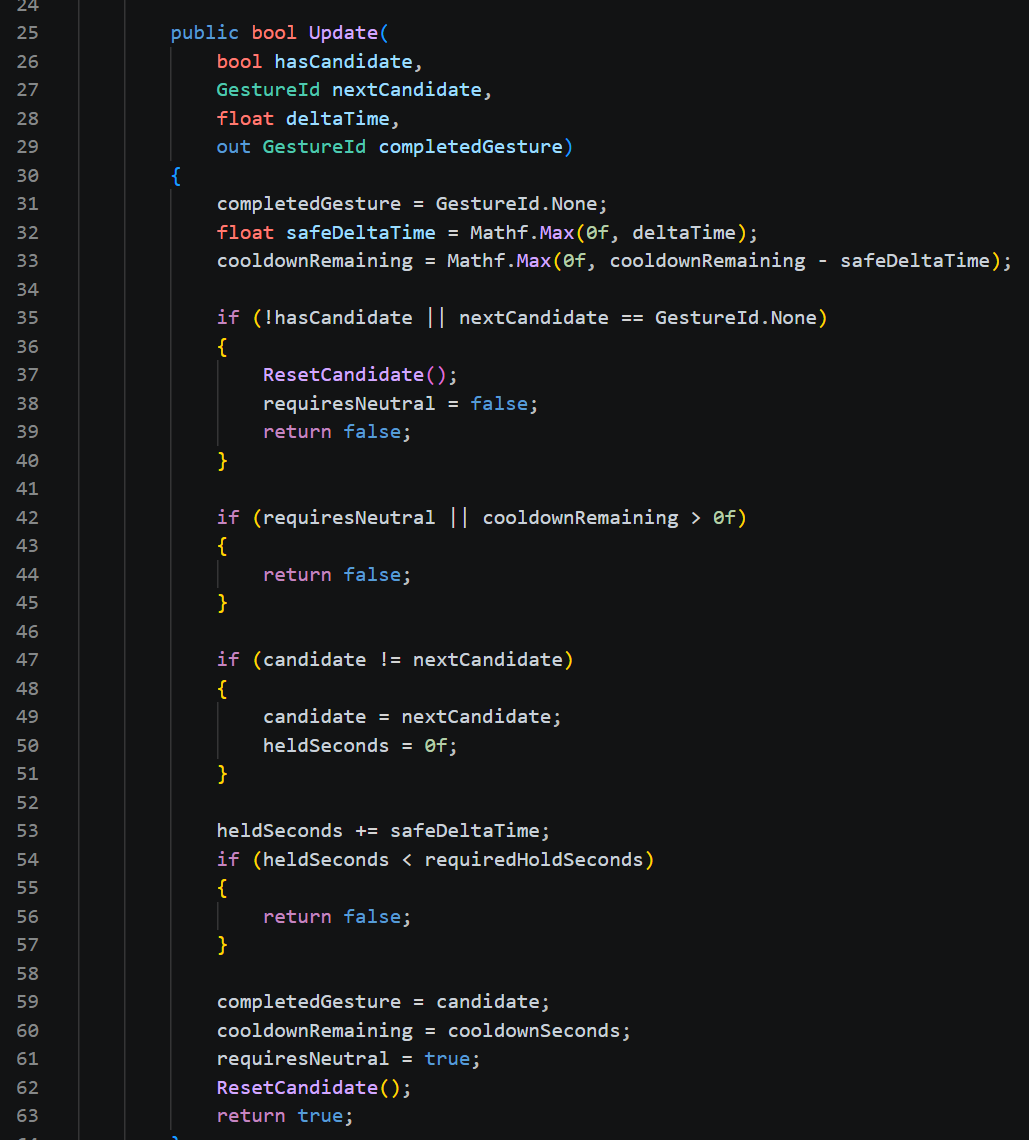 24
25 public bool Update(
26 bool hasCandidate,
27 GestureId nextCandidate,
28 float deltaTime,
29 out GestureId completedGesture)
30 {
31 completedGesture = GestureId.None;
32 float safeDeltaTime = Mathf.Max(0f, deltaTime);
33 cooldownRemaining = Mathf.Max(0f, cooldownRemaining - safeDeltaTime);
34
35 if (!hasCandidate || nextCandidate == GestureId.None)
36 {
37 ResetCandidate();
38 requiresNeutral = false;
39 return false;
40 }
41
42 if (requiresNeutral || cooldownRemaining > 0f)
43 {
44 return false;
45 }
46
47 if (candidate != nextCandidate)
48 {
49 candidate = nextCandidate;
50 heldSeconds = 0f;
51 }
52
53 heldSeconds += safeDeltaTime;
54 if (heldSeconds < requiredHoldSeconds)
55 {
56 return false;
57 }
58
59 completedGesture = candidate;
60 cooldownRemaining = cooldownSeconds;
61 requiresNeutral = true;
62 ResetCandidate();
63 return true;